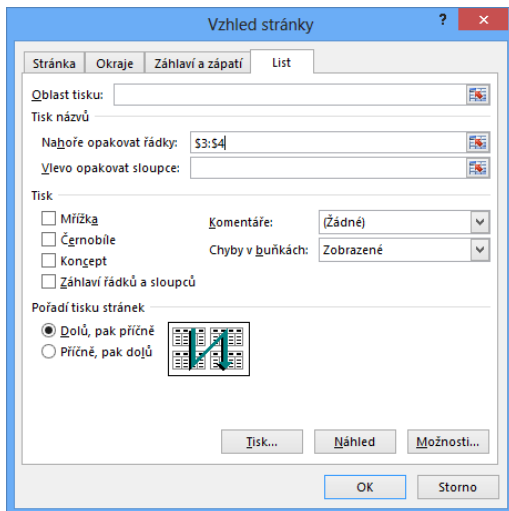 Vzhled stránky
? ×
Stránka Okraje Záhlaví a zápatí List
Oblast tisku:
Tisk názvů
Nahoře opakovat řádky: $3:$4
Vlevo opakovat sloupce:
Tisk
Mřížka
Černobíle
Koncept
Záhlaví řádků a sloupců
Komentáře: (Žádné)
Chyby v buňkách: Zobrazené
Pořadí tisku stránek
Dolů, pak příčně
Příčně, pak dolů
Tisk... Náhled Možnosti...
OK Storno